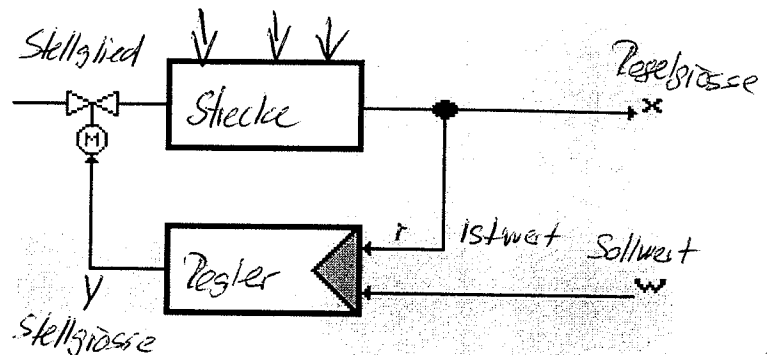 Stellglied
Strecke
Regelgrösse
x
M
r Istwert
Sollwert
Regler
w
y
Stellgrösse